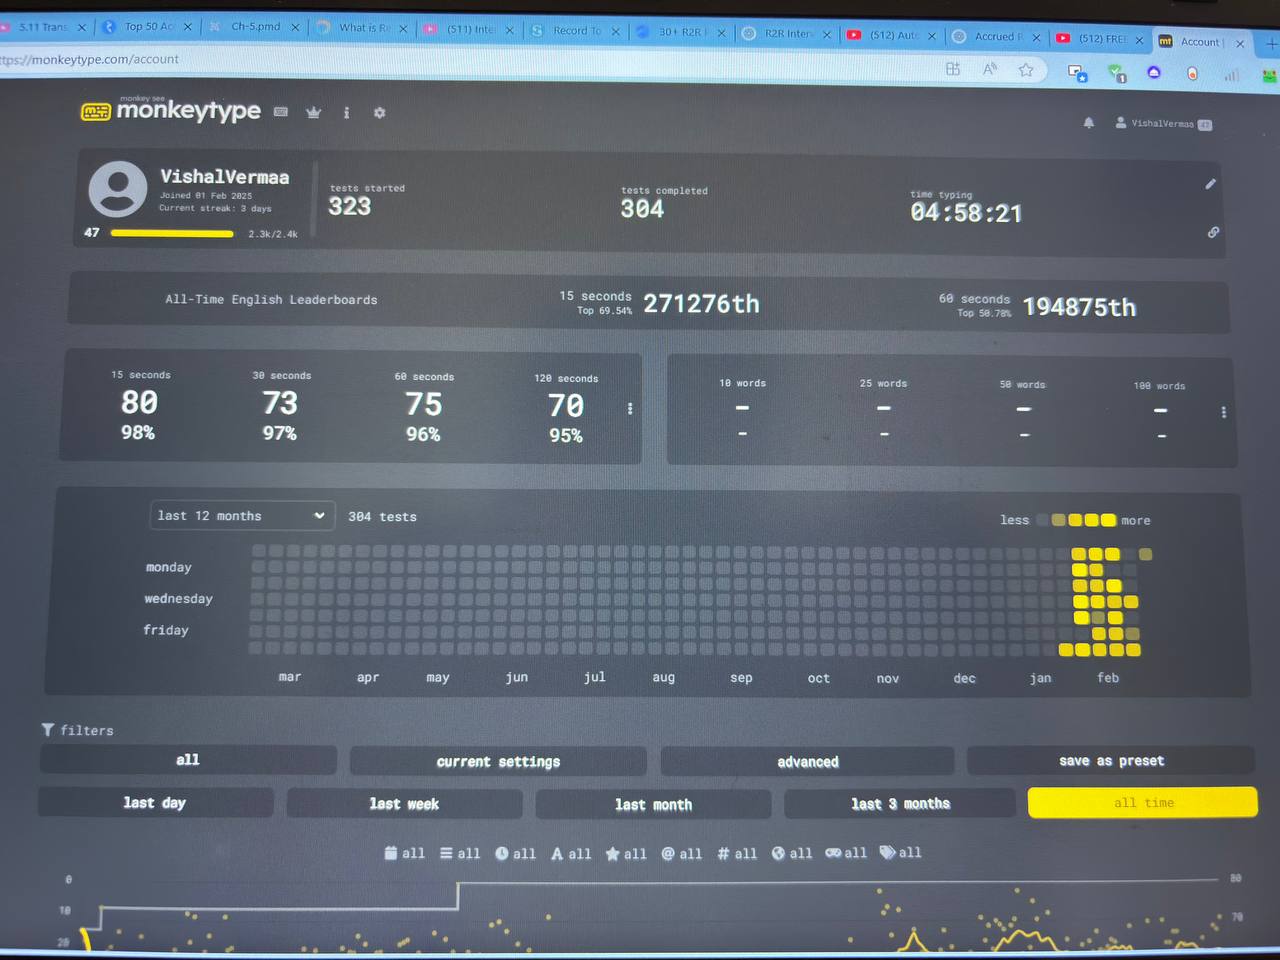 5.11 Trans
Top 50 Ac
Ch-5.pmd
What is Re
(511) Inte
Record To
30+ R2R
R2R Interv
(512) Auto
Accrued
(512) FREE
Account |
ttps://monkeytype.com/account
monkey see
monkeytype
VishalVermaa 47
VishalVermaa
Joined 01 Feb 2025
Current streak: 3 days
47 2.3k/2.4k
tests started
323
tests completed
304
time typing
04:58:21
All-Time English Leaderboards
15 seconds
Top 69.54%
271276th
60 seconds
Top 50.78%
194875th
15 seconds 30 seconds 60 seconds 120 seconds
80 73 75 70
98% 97% 96% 95%
10 words 25 words 50 words 100 words
– – – –
- - - -
last 12 months 304 tests less more
monday
wednesday
friday
mar apr may jun jul aug sep oct nov dec jan feb
filters
all current settings advanced save as preset
last day last week last month last 3 months all time
all all all A all all @ all # all all all all
0 80
10 70
20